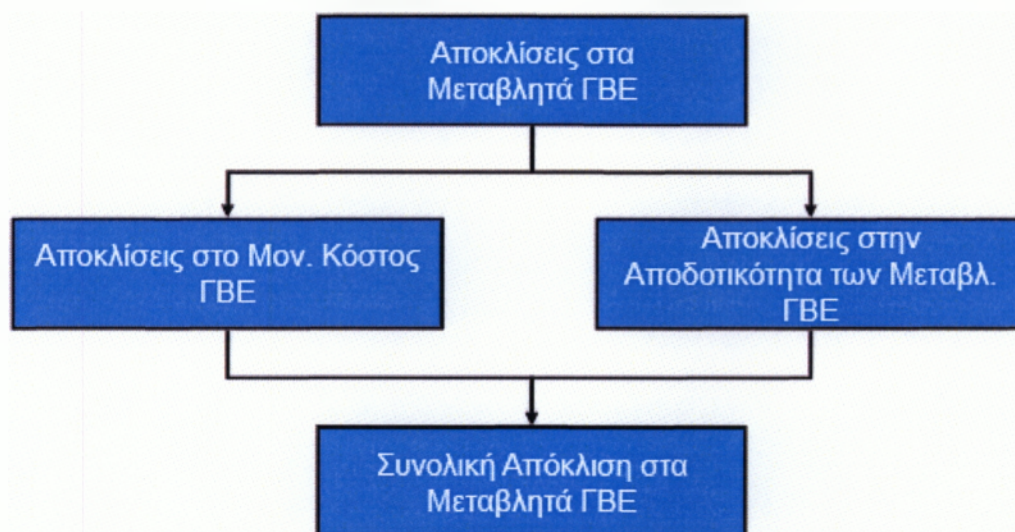 Αποκλίσεις στα
Μεταβλητά ΓΒΕ
Αποκλίσεις στο Μον. Κόστος
ΓΒΕ
Αποκλίσεις στην
Αποδοτικότητα των Μεταβλ.
ΓΒΕ
Συνολική Απόκλιση στα
Μεταβλητά ΓΒΕ